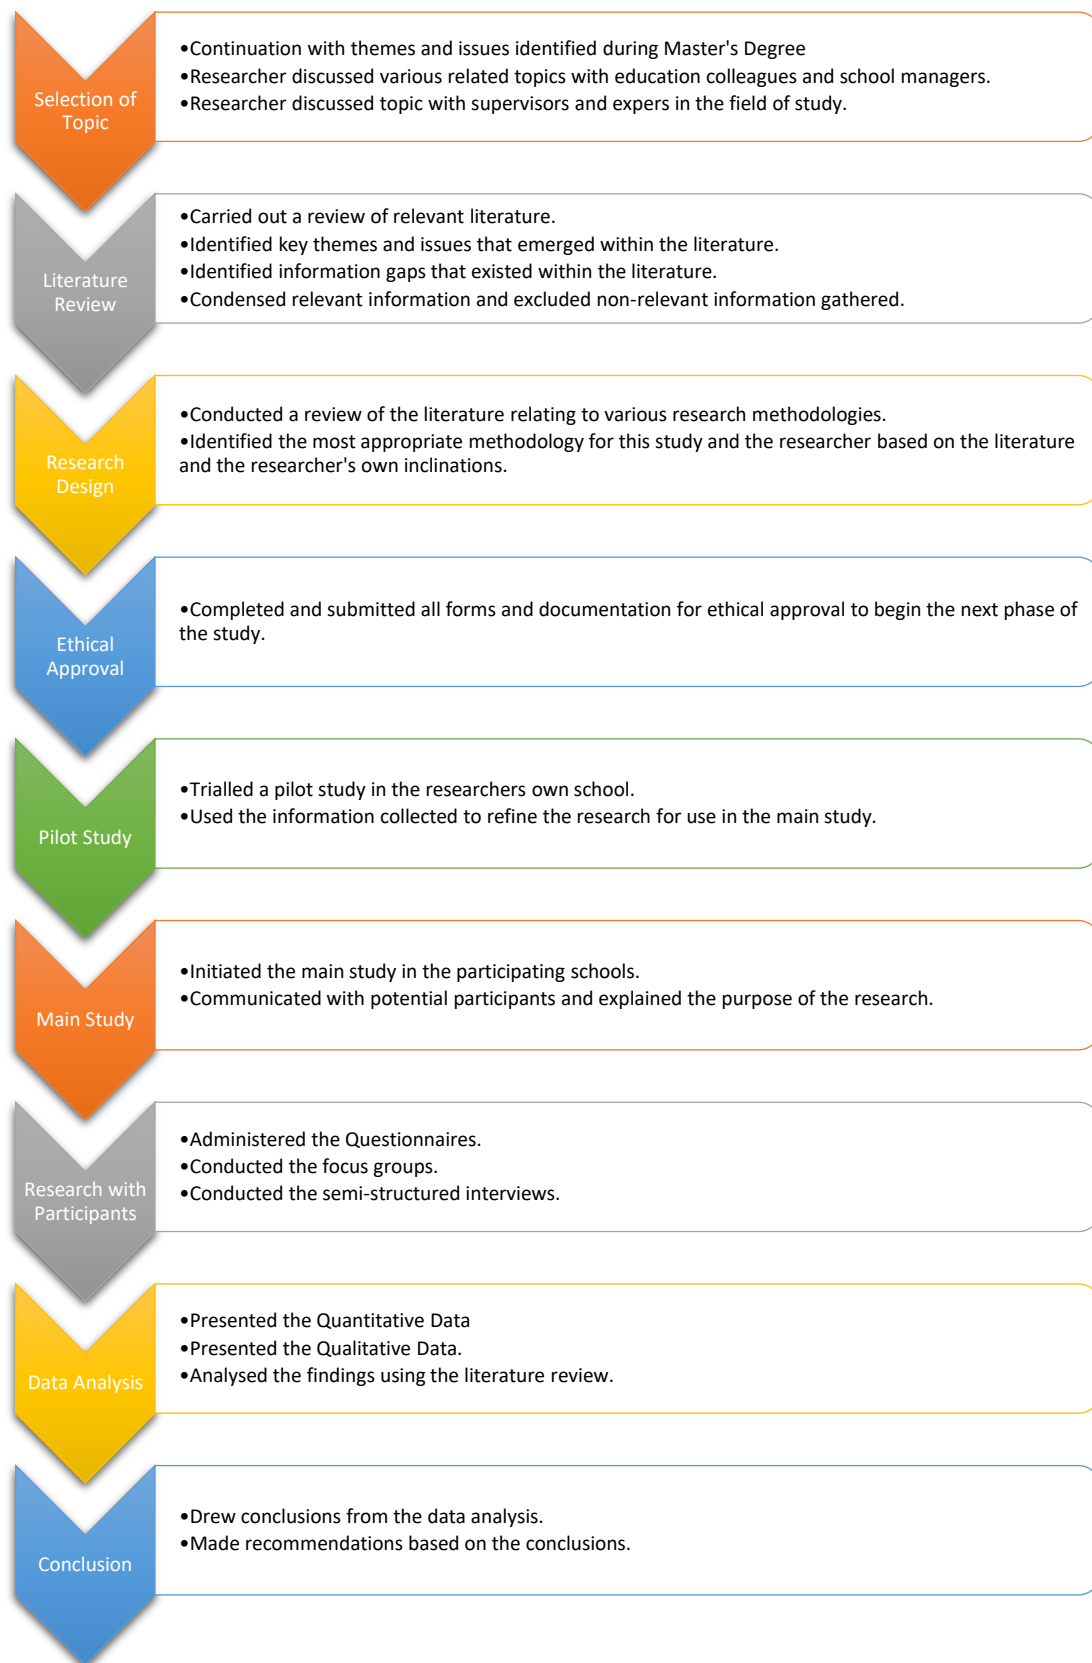 Selection of
Topic
•Continuation with themes and issues identified during Master's Degree
•Researcher discussed various related topics with education colleagues and school managers.
•Researcher discussed topic with supervisors and expers in the field of study.
Literature
Review
•Carried out a review of relevant literature.
•Identified key themes and issues that emerged within the literature.
•Identified information gaps that existed within the literature.
•Condensed relevant information and excluded non-relevant information gathered.
Research
Design
•Conducted a review of the literature relating to various research methodologies.
•Identified the most appropriate methodology for this study and the researcher based on the literature
and the researcher's own inclinations.
Ethical
Approval
•Completed and submitted all forms and documentation for ethical approval to begin the next phase of
the study.
Pilot Study
•Trialled a pilot study in the researchers own school.
•Used the information collected to refine the research for use in the main study.
Main Study
•Initiated the main study in the participating schools.
•Communicated with potential participants and explained the purpose of the research.
Research with
Participants
•Administered the Questionnaires.
•Conducted the focus groups.
•Conducted the semi-structured interviews.
Data Analysis
•Presented the Quantitative Data
•Presented the Qualitative Data.
•Analysed the findings using the literature review.
Conclusion
•Drew conclusions from the data analysis.
•Made recommendations based on the conclusions.